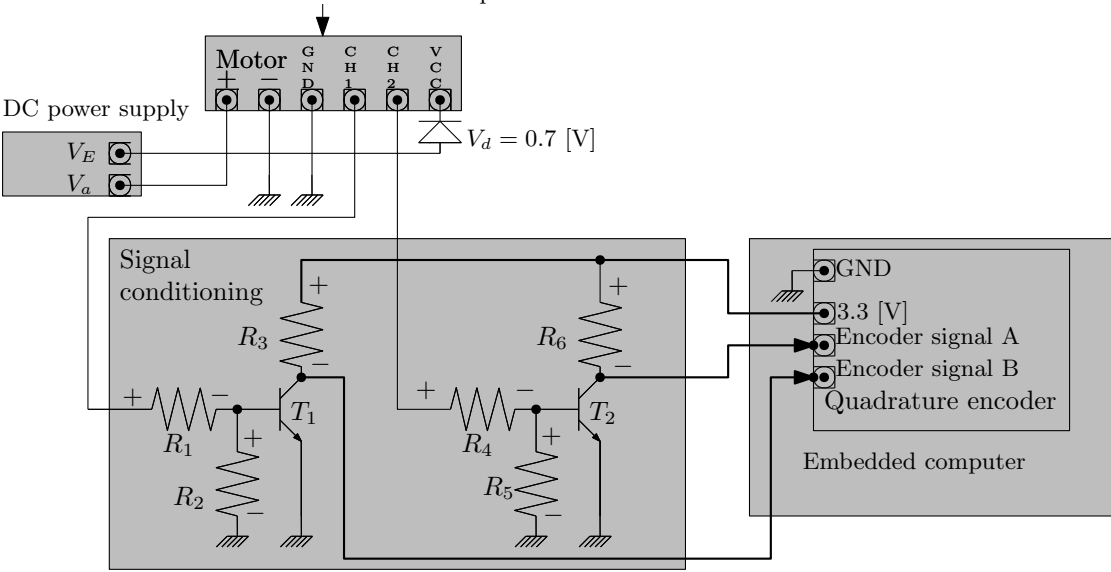 Motor
G N D
C H 1
C H 2
V C C
+
−
DC power supply
V_E
V_a
V_d = 0.7 [V]
Signal
conditioning
+
R_3
−
+
R_6
−
+
R_1
−
+
R_2
−
T_1
+
R_4
−
+
R_5
−
T_2
GND
3.3 [V]
Encoder signal A
Encoder signal B
Quadrature encoder
Embedded computer